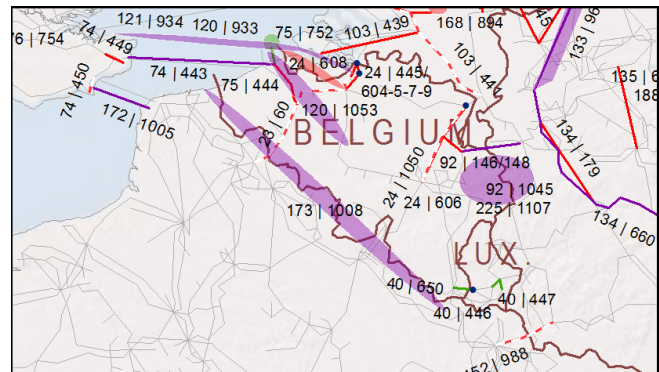 121 | 934
120 | 933
75 | 752
103 | 439
168 | 894
133 | 96
76 | 754
74 | 449
74 | 443
75 | 444
24 | 608
24 | 445
604-5-7-9
103 | 441
135 | 6
188
74 | 450
172 | 1005
23 | 60
120 | 1053
BELGIUM
134 | 179
24 | 1050
92 | 146/148
92 | 1045
24 | 606
225 | 1107
173 | 1008
134 | 660
LUX.
40 | 650
40 | 446
40 | 447
152 | 988